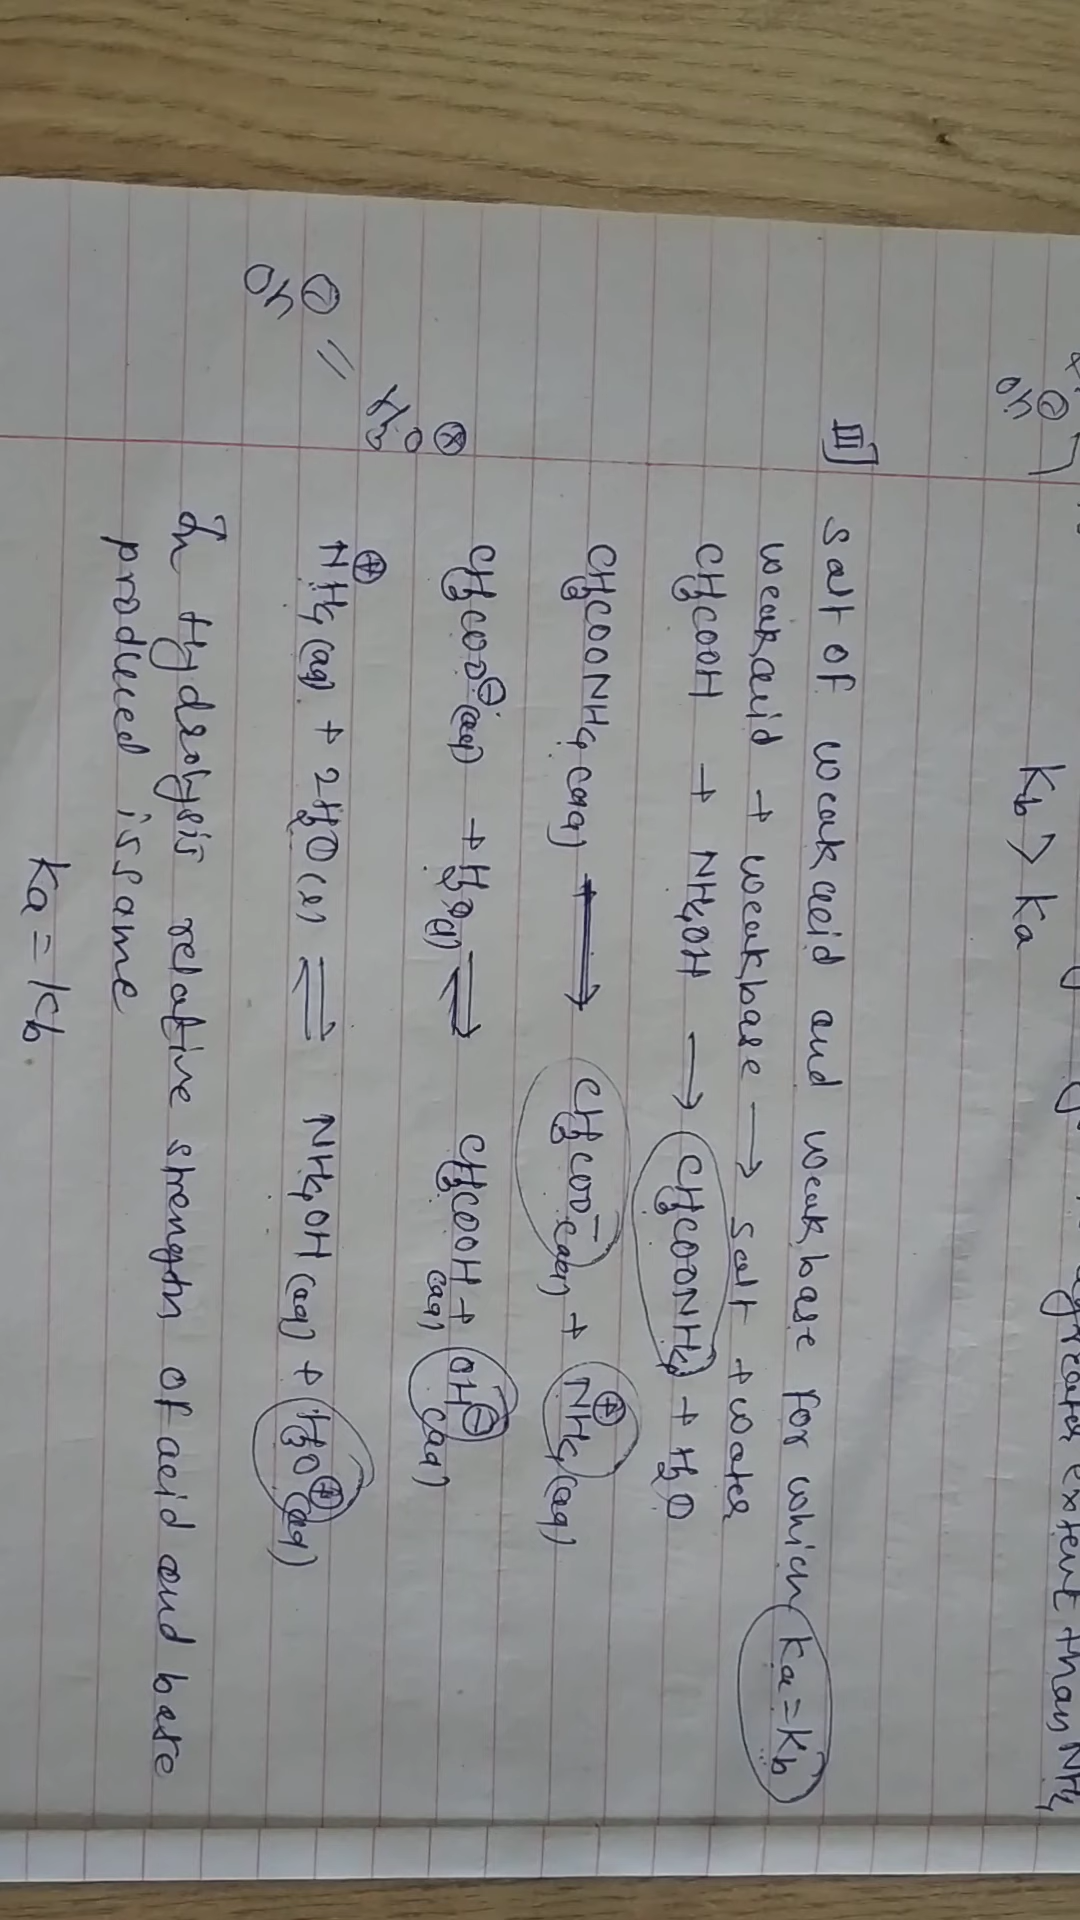 greater extent than NH4
⊖
OH
Kb > Ka
III] salt of weak acid and weak base for which Ka = Kb
weak acid + weak base → salt + water
CH3COOH + NH4OH → CH3COONH4 + H2O
CH3COONH4 (aq) → CH3COO⁻ (aq) + NH4⊕ (aq)
CH3COO⊖ (aq) + H2O(l) ⇌ CH3COOH (aq) + OH⊖ (aq)
NH4⊕ (aq) + 2H2O (l) ⇌ NH4OH (aq) + H3O⊕ (aq)
OH⊖ = H3O⊕
In Hydrolysis relative strength of acid and base
produced is same
Ka = Kb.